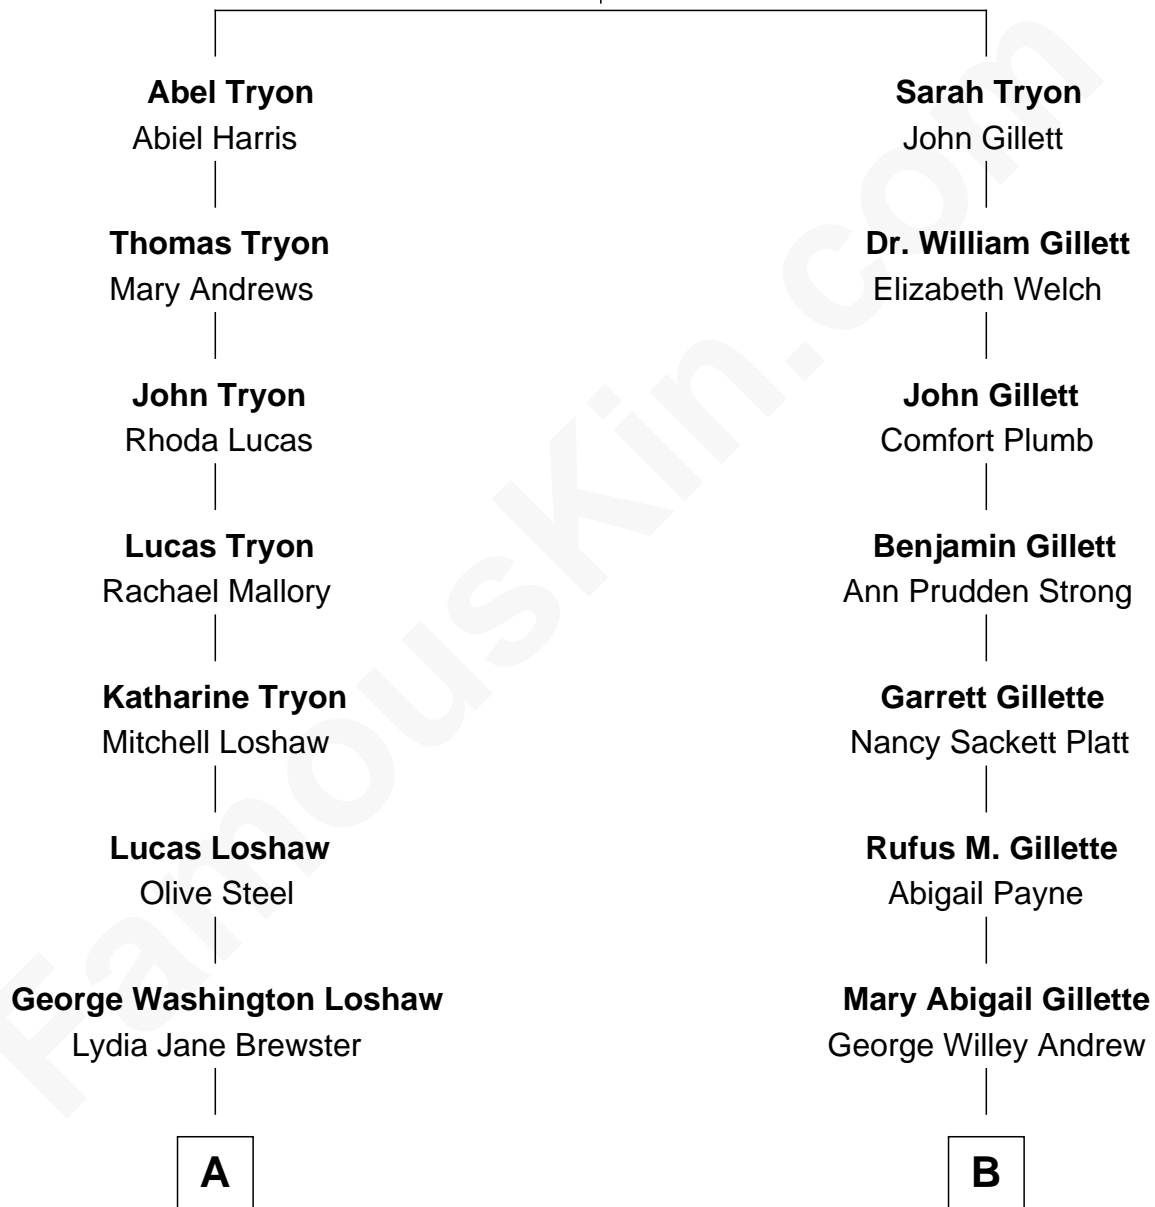 Abel Tryon
Abiel Harris
Sarah Tryon
John Gillett
Thomas Tryon
Mary Andrews
Dr. William Gillett
Elizabeth Welch
John Tryon
Rhoda Lucas
John Gillett
Comfort Plumb
Lucas Tryon
Rachael Mallory
Benjamin Gillett
Ann Prudden Strong
Katharine Tryon
Mitchell Loshaw
Garrett Gillette
Nancy Sackett Platt
Lucas Loshaw
Olive Steel
Rufus M. Gillette
Abigail Payne
George Washington Loshaw
Lydia Jane Brewster
Mary Abigail Gillette
George Willey Andrew
A
B
FamousKin.com